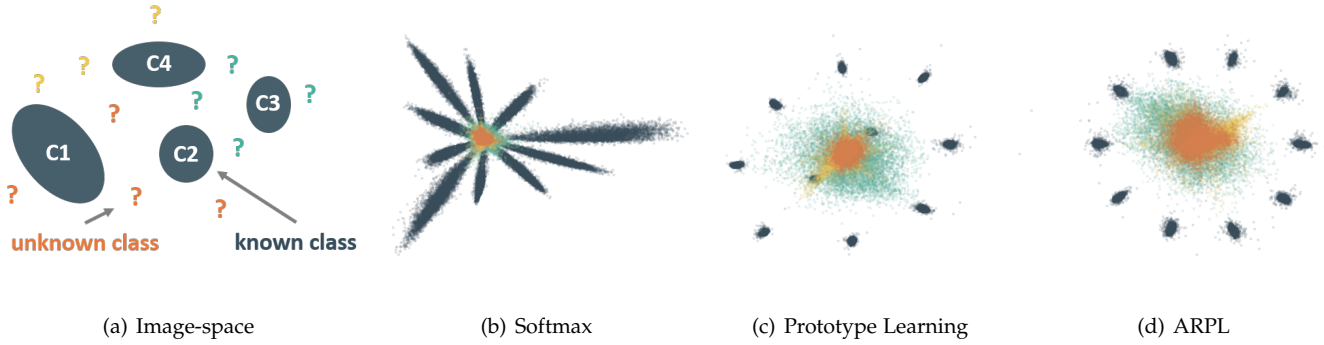 ?
? C4 ?
? ? C3 ?
?
C1 C2 ?
? ? ?
unknown class known class
(a) Image-space (b) Softmax (c) Prototype Learning (d) ARPL